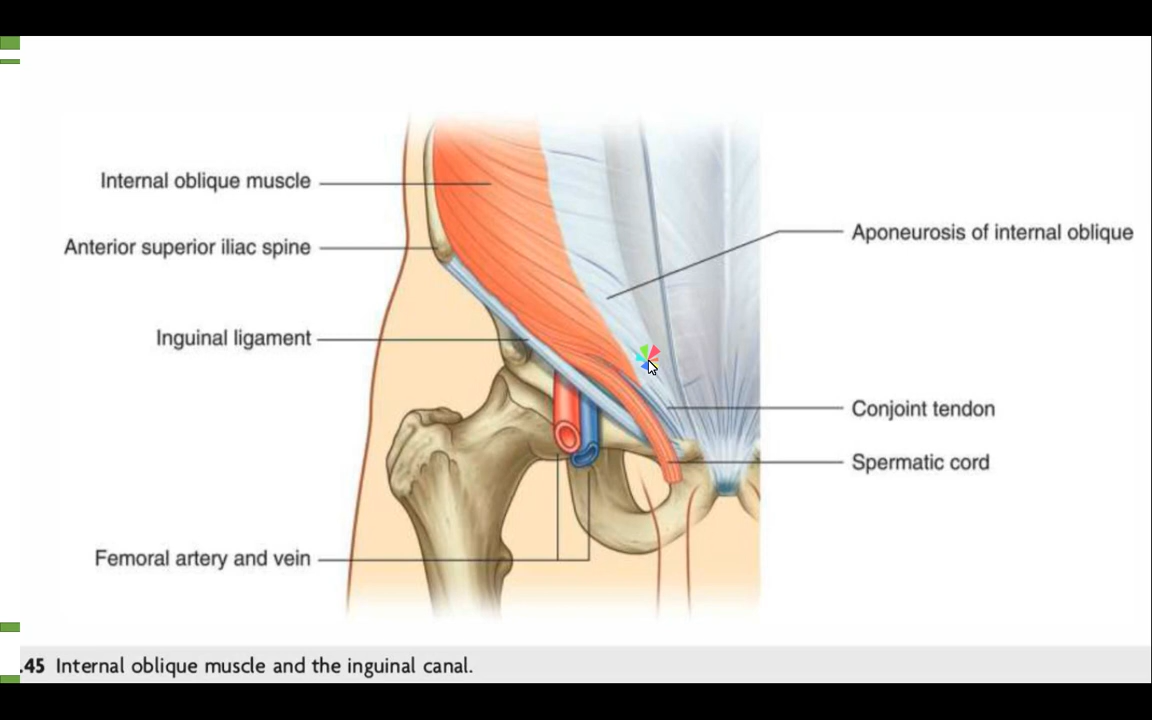 Internal oblique muscle
Anterior superior iliac spine
Inguinal ligament
Femoral artery and vein
Aponeurosis of internal oblique
Conjoint tendon
Spermatic cord
.45 Internal oblique muscle and the inguinal canal.